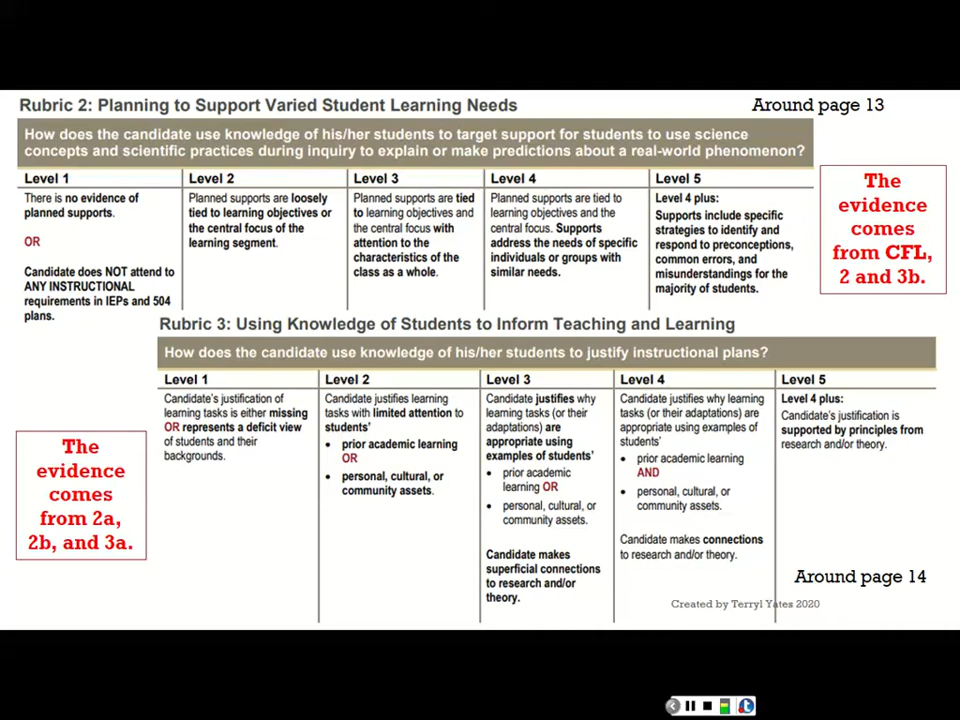 Rubric 2: Planning to Support Varied Student Learning Needs
Around page 13
How does the candidate use knowledge of his/her students to target support for students to use science
concepts and scientific practices during inquiry to explain or make predictions about a real-world phenomenon?
Level 1
There is no evidence of
planned supports.
OR
Candidate does NOT attend to
ANY INSTRUCTIONAL
requirements in IEPs and 504
plans.
Level 2
Planned supports are loosely
tied to learning objectives or
the central focus of the
learning segment.
Level 3
Planned supports are tied
to learning objectives and
the central focus with
attention to the
characteristics of the
class as a whole.
Level 4
Planned supports are tied to
learning objectives and the
central focus. Supports
address the needs of specific
individuals or groups with
similar needs.
Level 5
Level 4 plus:
Supports include specific
strategies to identify and
respond to preconceptions,
common errors, and
misunderstandings for the
majority of students.
The
evidence
comes
from CFL,
2 and 3b.
Rubric 3: Using Knowledge of Students to Inform Teaching and Learning
How does the candidate use knowledge of his/her students to justify instructional plans?
Level 1
Candidate's justification of
learning tasks is either missing
OR represents a deficit view
of students and their
backgrounds.
Level 2
Candidate justifies learning
tasks with limited attention to
students'
• prior academic learning
OR
• personal, cultural, or
community assets.
Level 3
Candidate justifies why
learning tasks (or their
adaptations) are
appropriate using
examples of students'
• prior academic
learning OR
• personal, cultural, or
community assets.
Candidate makes
superficial connections
to research and/or
theory.
Level 4
Candidate justifies why learning
tasks (or their adaptations) are
appropriate using examples of
students'
• prior academic learning
AND
• personal, cultural, or
community assets.
Candidate makes connections
to research and/or theory.
Level 5
Level 4 plus:
Candidate's justification is
supported by principles from
research and/or theory.
The
evidence
comes
from 2a,
2b, and 3a.
Around page 14
Created by Terryl Yates 2020